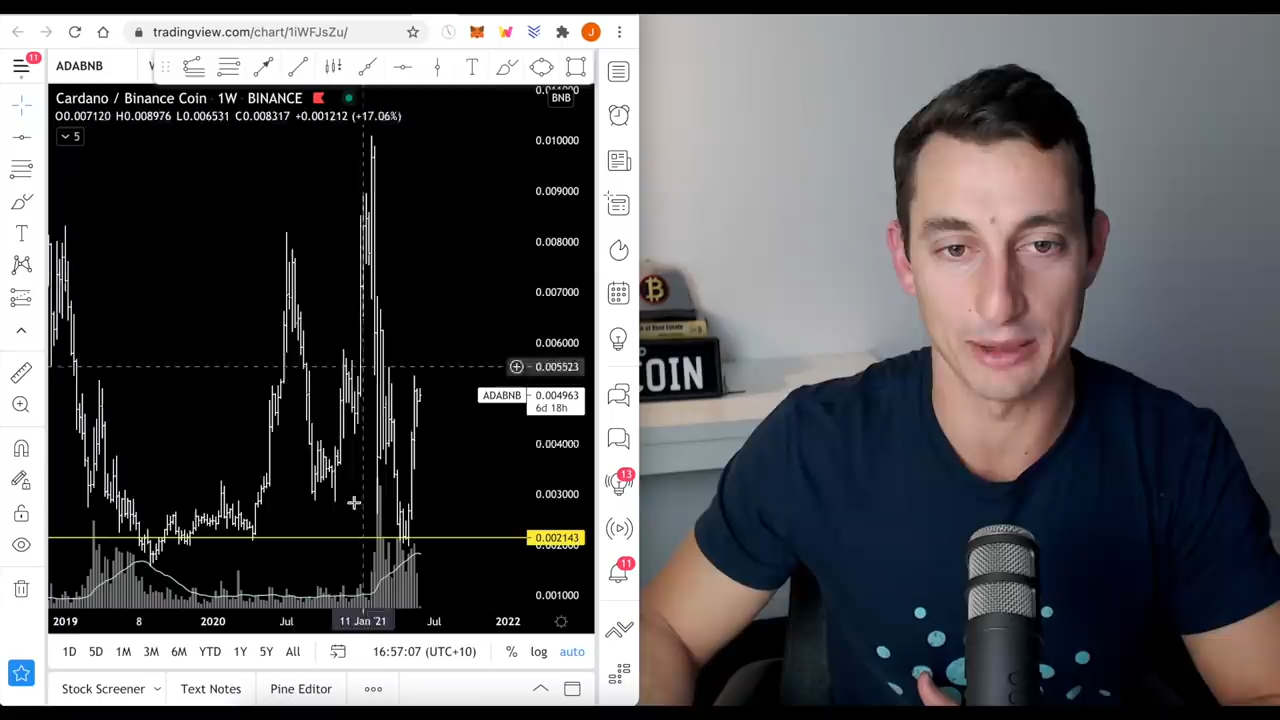 tradingview.com/chart/1iWFJsZu/
J
11
ADABNB
Cardano / Binance Coin · 1W · BINANCE
BNB
O0.007120 H0.008976 L0.006531 C0.008317 +0.001212 (+17.06%)
5
0.010000
0.009000
0.008000
0.007000
0.006000
0.005523
ADABNB
0.004963
6d 18h
0.004000
0.003000
0.002143
0.001000
2019
8
2020
Jul
11 Jan '21
Jul
2022
1D
5D
1M
3M
6M
YTD
1Y
5Y
All
16:57:07 (UTC+10)
%
log
auto
Stock Screener
Text Notes
Pine Editor
13
11
COIN